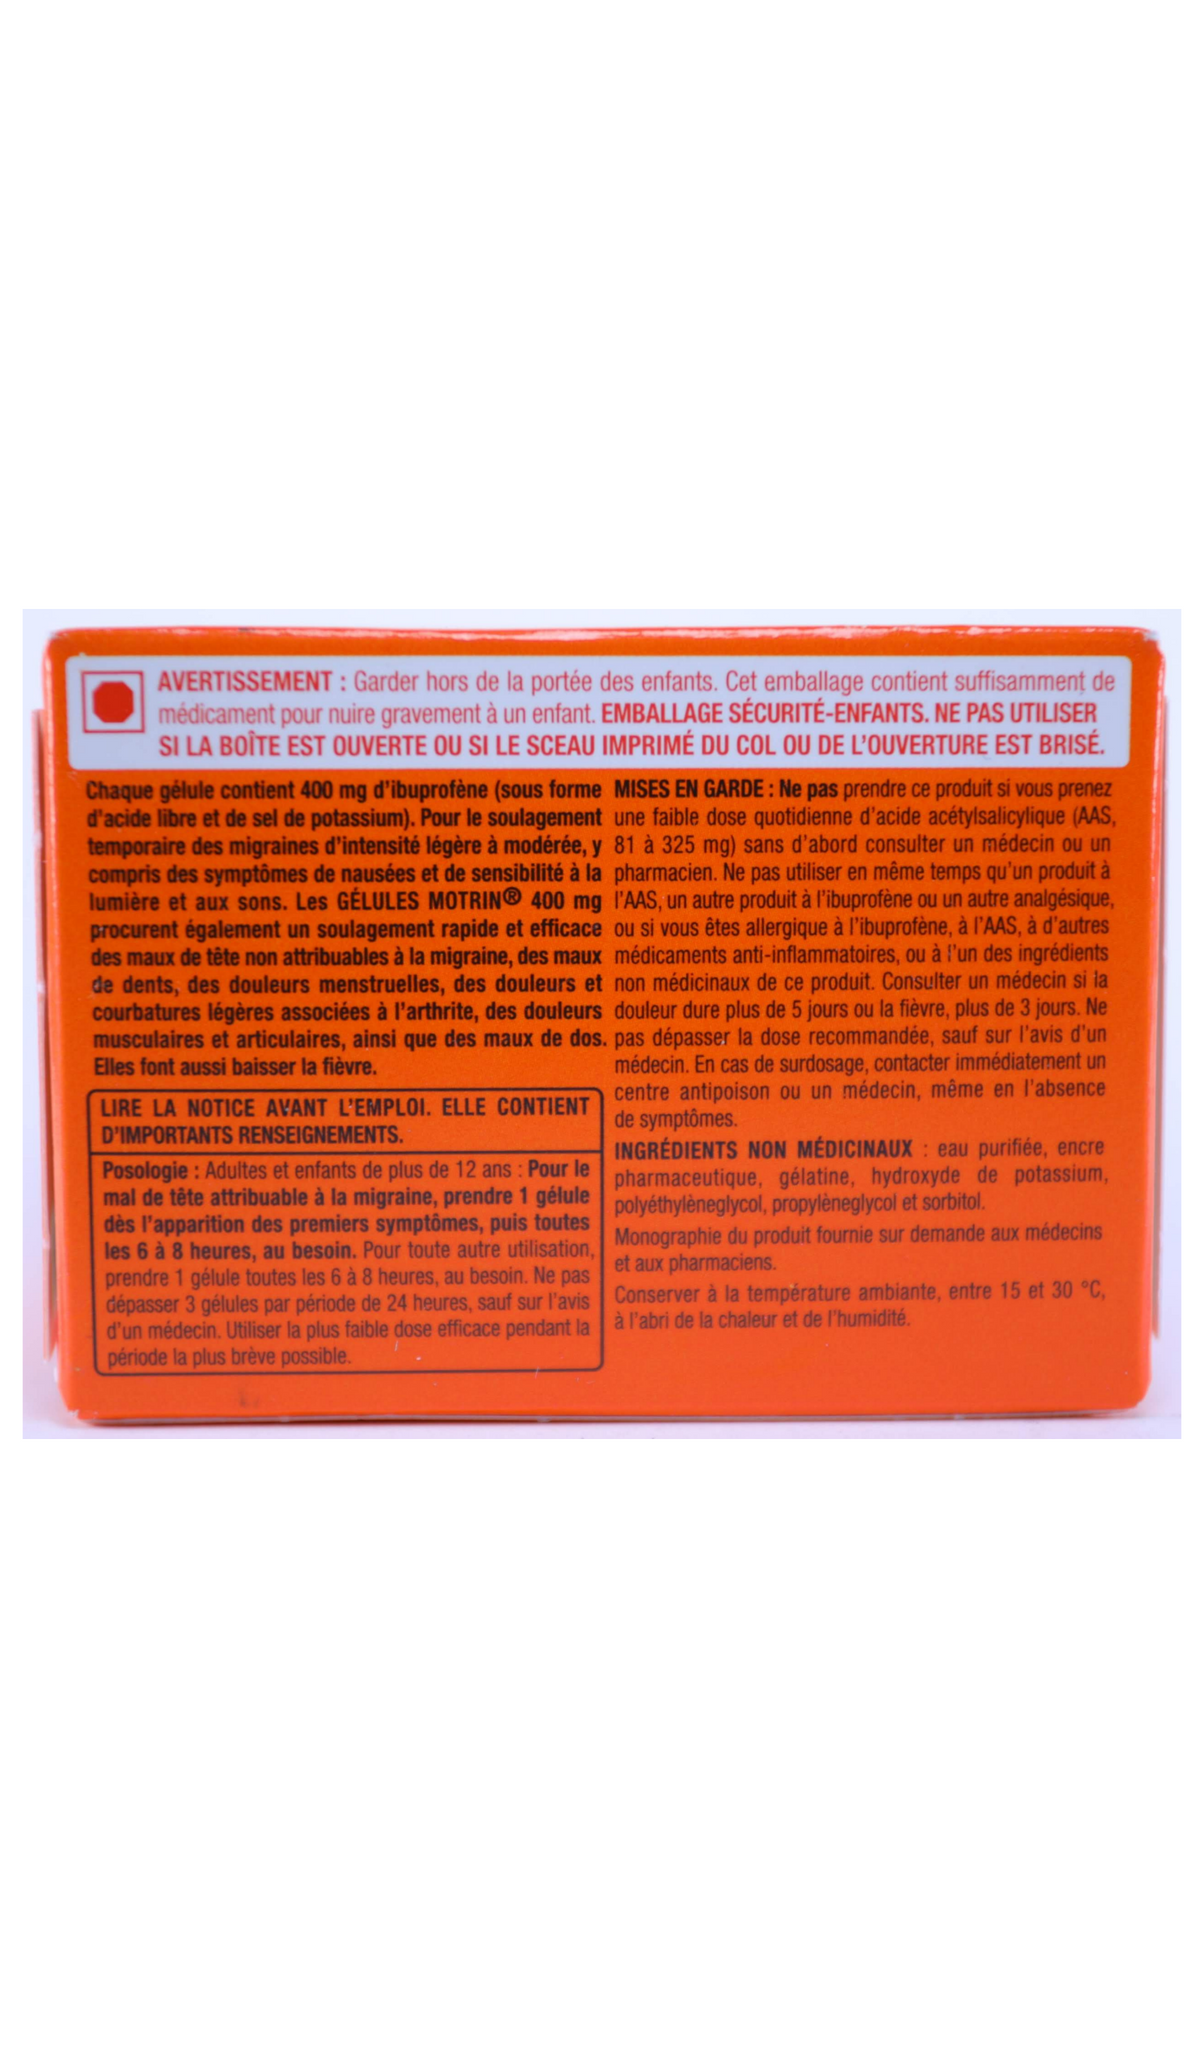 AVERTISSEMENT : Garder hors de la portée des enfants. Cet emballage contient suffisamment de
médicament pour nuire gravement à un enfant. EMBALLAGE SÉCURITÉ-ENFANTS. NE PAS UTILISER
SI LA BOÎTE EST OUVERTE OU SI LE SCEAU IMPRIMÉ DU COL OU DE L'OUVERTURE EST BRISÉ.
Chaque gélule contient 400 mg d'ibuprofène (sous forme
d'acide libre et de sel de potassium). Pour le soulagement
temporaire des migraines d'intensité légère à modérée, y
compris des symptômes de nausées et de sensibilité à la
lumière et aux sons. Les GÉLULES MOTRIN® 400 mg
procurent également un soulagement rapide et efficace
des maux de tête non attribuables à la migraine, des maux
de dents, des douleurs menstruelles, des douleurs et
courbatures légères associées à l'arthrite, des douleurs
musculaires et articulaires, ainsi que des maux de dos.
Elles font aussi baisser la fièvre.
LIRE LA NOTICE AVANT L'EMPLOI. ELLE CONTIENT
D'IMPORTANTS RENSEIGNEMENTS.
Posologie : Adultes et enfants de plus de 12 ans : Pour le
mal de tête attribuable à la migraine, prendre 1 gélule
dès l'apparition des premiers symptômes, puis toutes
les 6 à 8 heures, au besoin. Pour toute autre utilisation,
prendre 1 gélule toutes les 6 à 8 heures, au besoin. Ne pas
dépasser 3 gélules par période de 24 heures, sauf sur l'avis
d'un médecin. Utiliser la plus faible dose efficace pendant la
période la plus brève possible.
MISES EN GARDE : Ne pas prendre ce produit si vous prenez
une faible dose quotidienne d'acide acétylsalicylique (AAS,
81 à 325 mg) sans d'abord consulter un médecin ou un
pharmacien. Ne pas utiliser en même temps qu'un produit à
l'AAS, un autre produit à l'ibuprofène ou un autre analgésique,
ou si vous êtes allergique à l'ibuprofène, à l'AAS, à d'autres
médicaments anti-inflammatoires, ou à l'un des ingrédients
non médicinaux de ce produit. Consulter un médecin si la
douleur dure plus de 5 jours ou la fièvre, plus de 3 jours. Ne
pas dépasser la dose recommandée, sauf sur l'avis d'un
médecin. En cas de surdosage, contacter immédiatement un
centre antipoison ou un médecin, même en l'absence
de symptômes.
INGRÉDIENTS NON MÉDICINAUX : eau purifiée, encre
pharmaceutique, gélatine, hydroxyde de potassium,
polyéthylèneglycol, propylèneglycol et sorbitol.
Monographie du produit fournie sur demande aux médecins
et aux pharmaciens.
Conserver à la température ambiante, entre 15 et 30 °C,
à l'abri de la chaleur et de l'humidité.